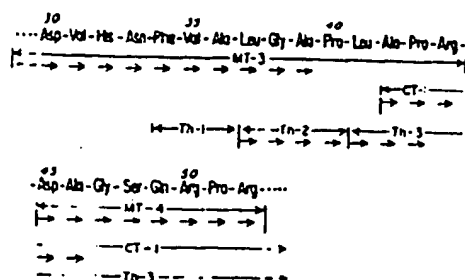 30 35 40
····· Asp-Val-His-Asn-Phe-Val-Ala-Leu-Gly-Ala-Pro-Leu-Ala-Pro-Arg-
MT-3
CT-
Th-1 Th-2 Th-3
45 50
-Asp-Ala-Gly-Ser-Gln-Arg-Pro-Arg-·····
MT-4
CT-1
Th-3